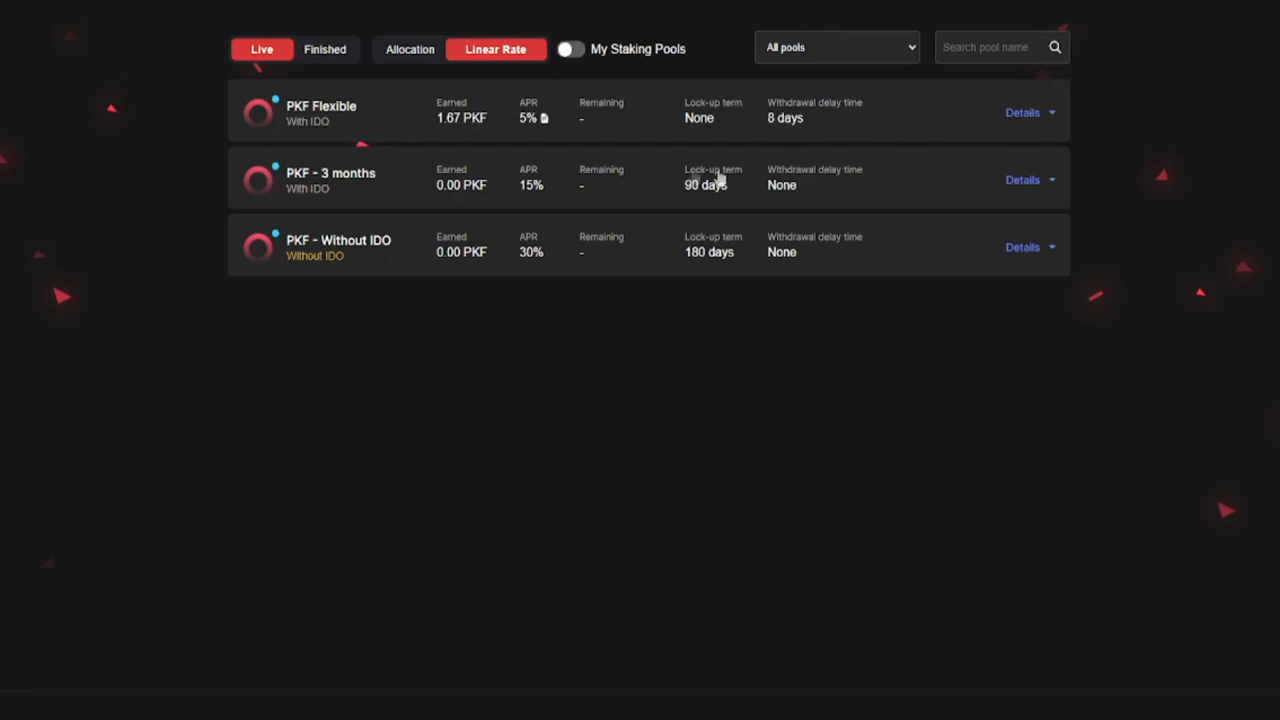 Live Finished Allocation Linear Rate My Staking Pools All pools Search pool name
PKF Flexible
With IDO
Earned
1.67 PKF
APR
5%
Remaining
-
Lock-up term
None
Withdrawal delay time
8 days
Details
PKF - 3 months
With IDO
Earned
0.00 PKF
APR
15%
Remaining
-
Lock-up term
90 days
Withdrawal delay time
None
Details
PKF - Without IDO
Without IDO
Earned
0.00 PKF
APR
30%
Remaining
-
Lock-up term
180 days
Withdrawal delay time
None
Details